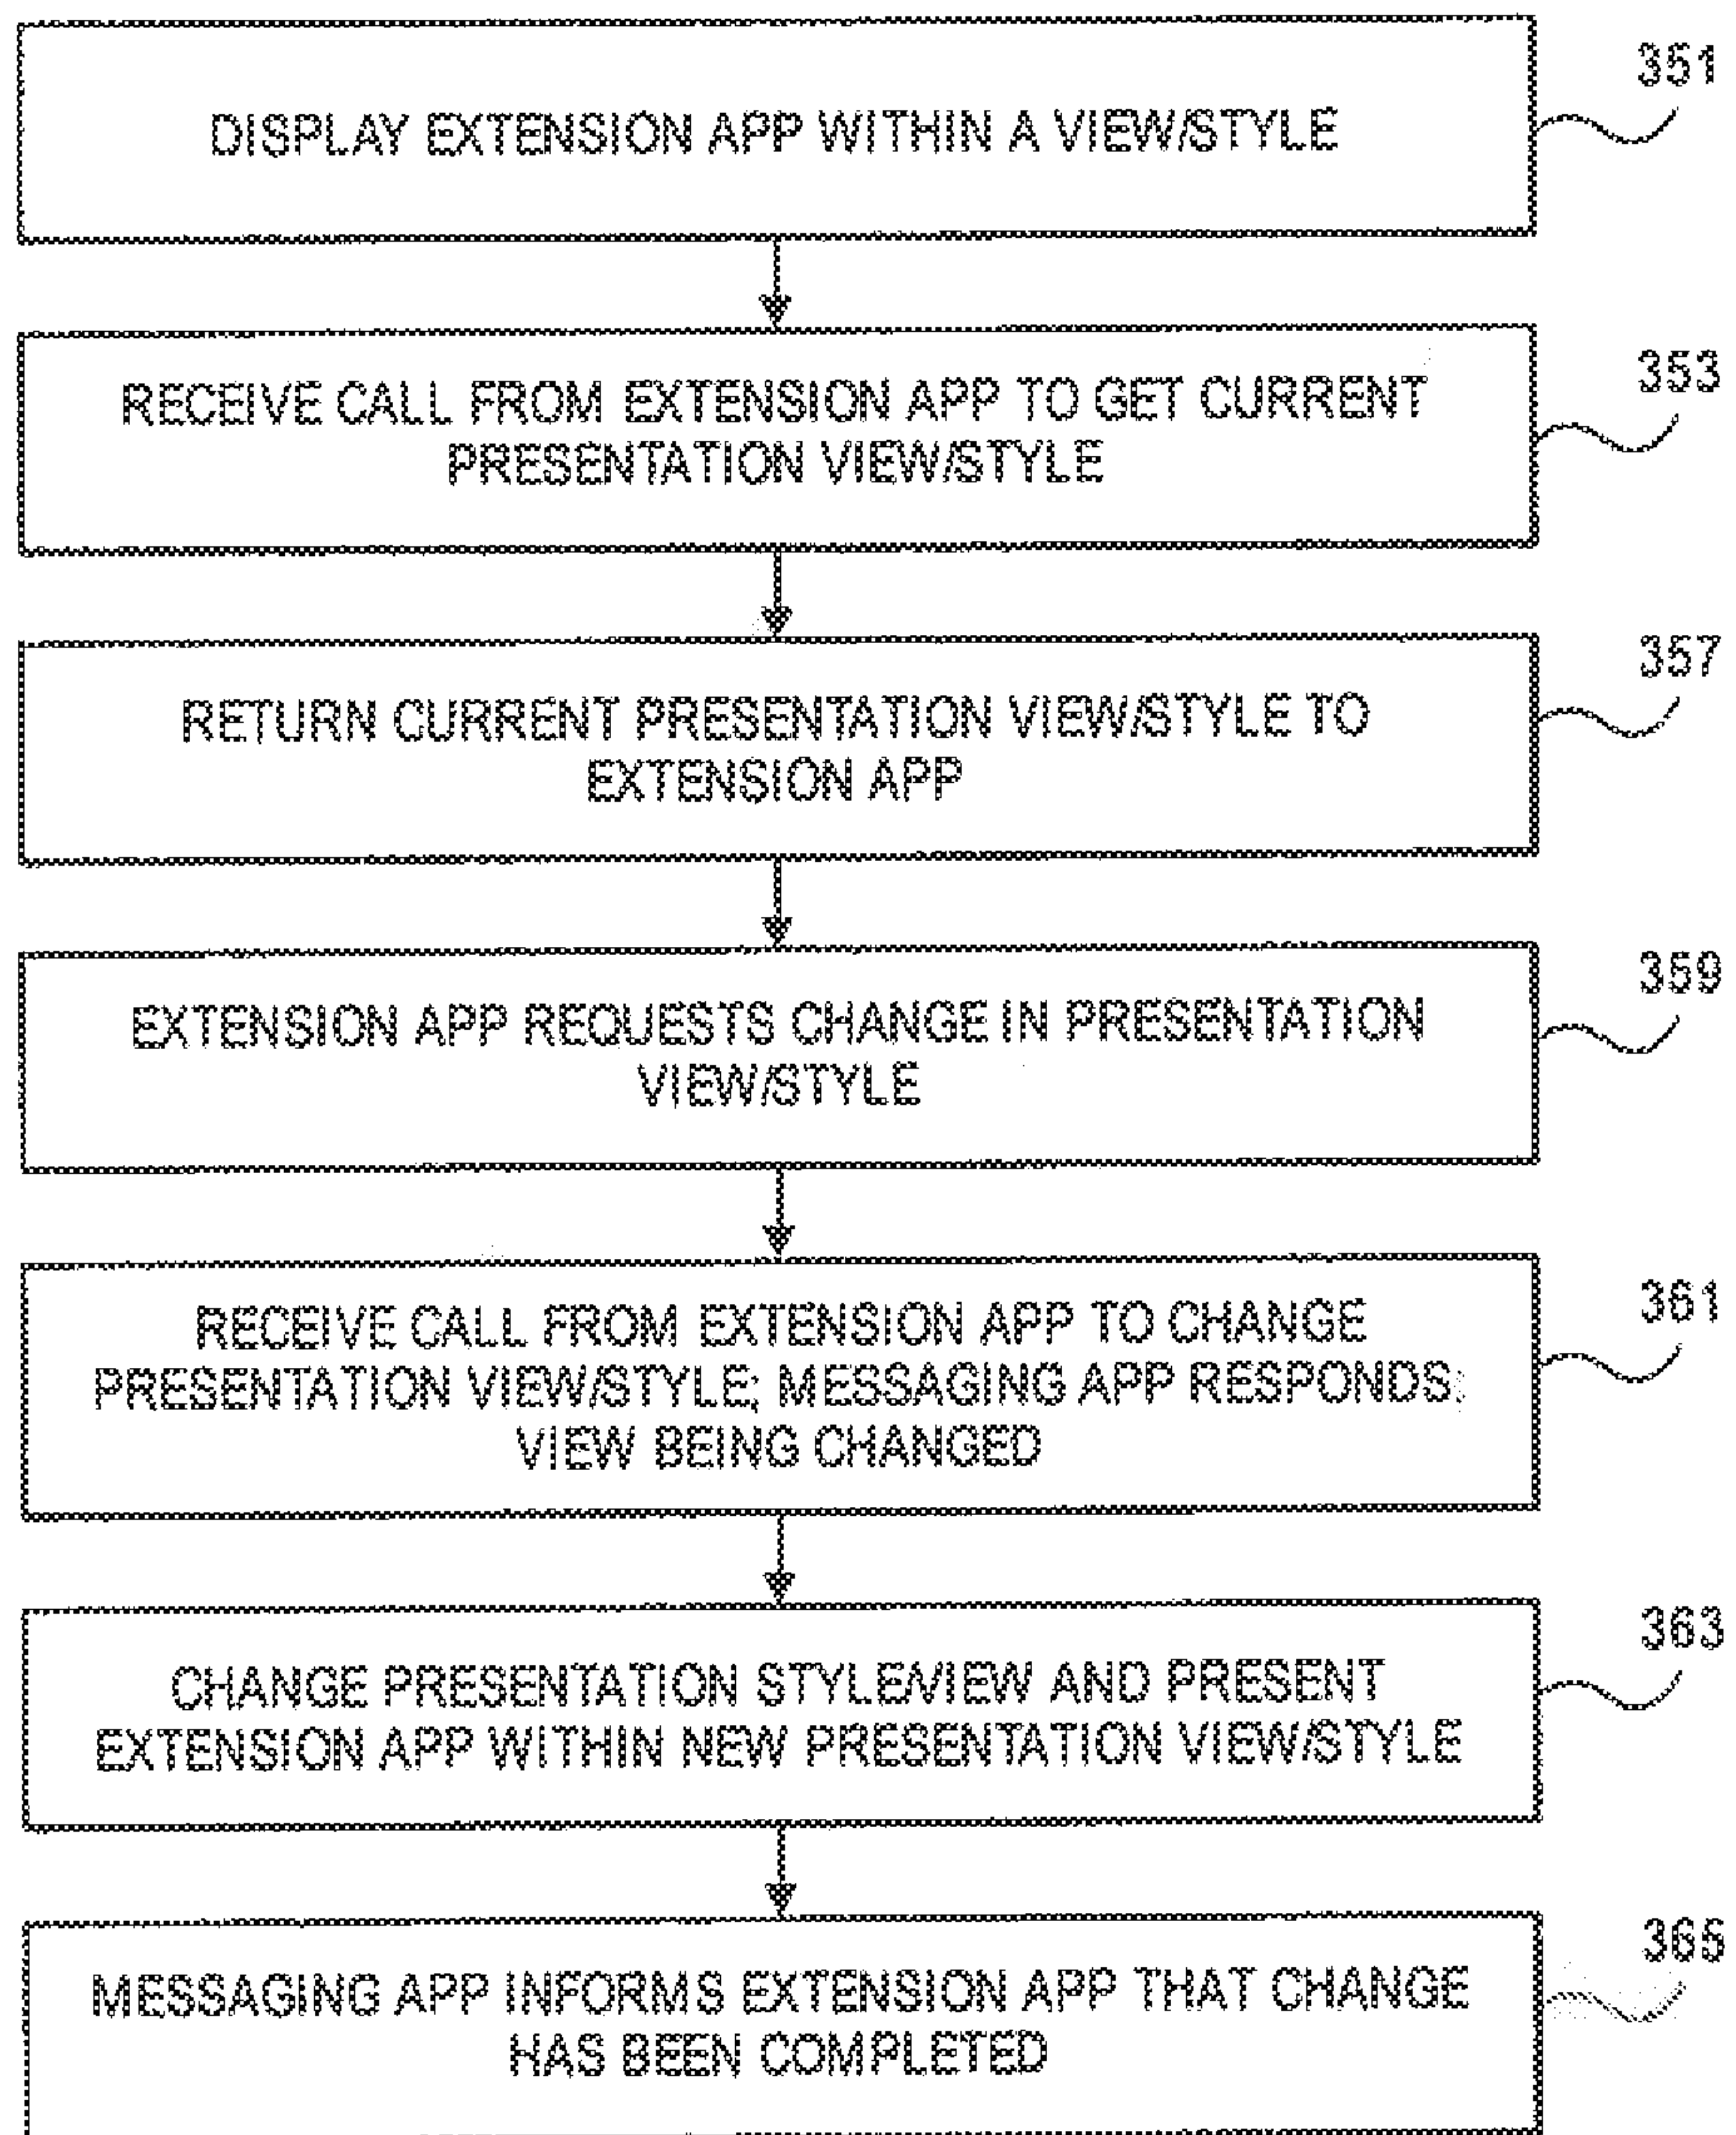 351
DISPLAY EXTENSION APP WITHIN A VIEW/STYLE
353
RECEIVE CALL FROM EXTENSION APP TO GET CURRENT
PRESENTATION VIEW/STYLE
357
RETURN CURRENT PRESENTATION VIEW/STYLE TO
EXTENSION APP
359
EXTENSION APP REQUESTS CHANGE IN PRESENTATION
VIEW/STYLE
361
RECEIVE CALL FROM EXTENSION APP TO CHANGE
PRESENTATION VIEW/STYLE; MESSAGING APP RESPONDS:
VIEW BEING CHANGED
363
CHANGE PRESENTATION STYLE/VIEW AND PRESENT
EXTENSION APP WITHIN NEW PRESENTATION VIEW/STYLE
365
MESSAGING APP INFORMS EXTENSION APP THAT CHANGE
HAS BEEN COMPLETED